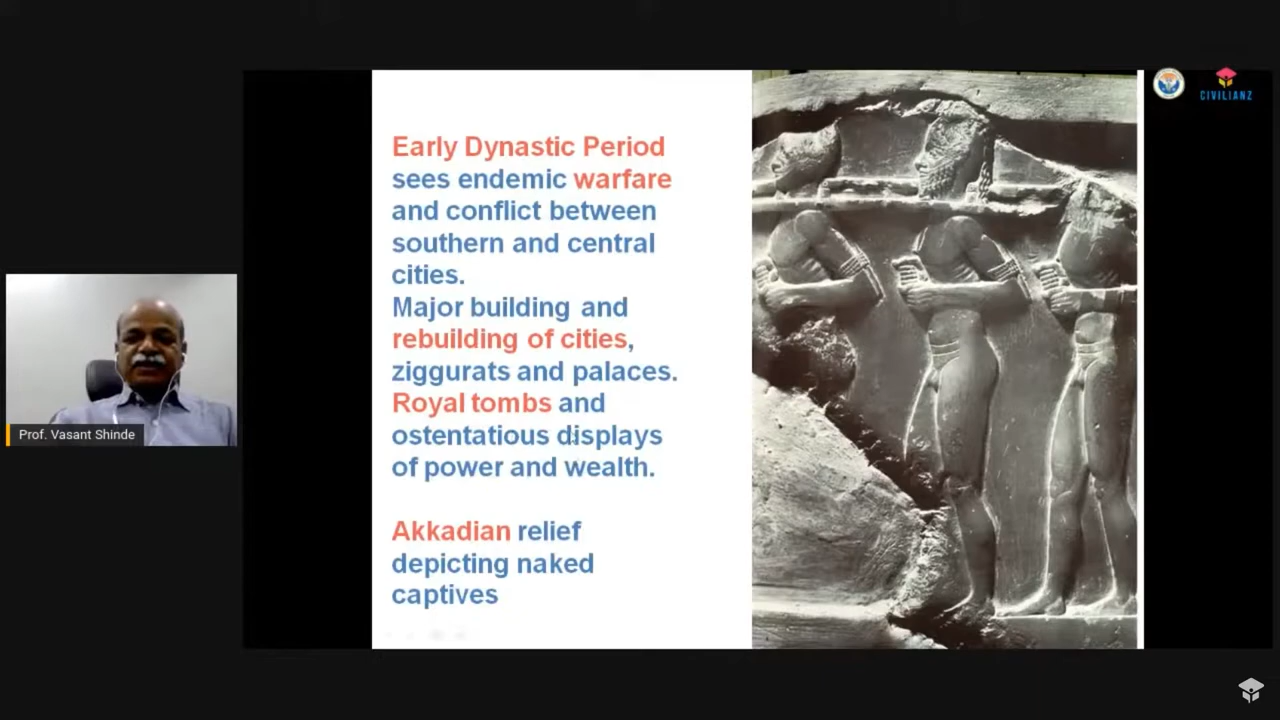 CIVILIANZ
Early Dynastic Period
sees endemic warfare
and conflict between
southern and central
cities.
Major building and
rebuilding of cities,
ziggurats and palaces.
Royal tombs and
ostentatious displays
of power and wealth.
Akkadian relief
depicting naked
captives
Prof. Vasant Shinde